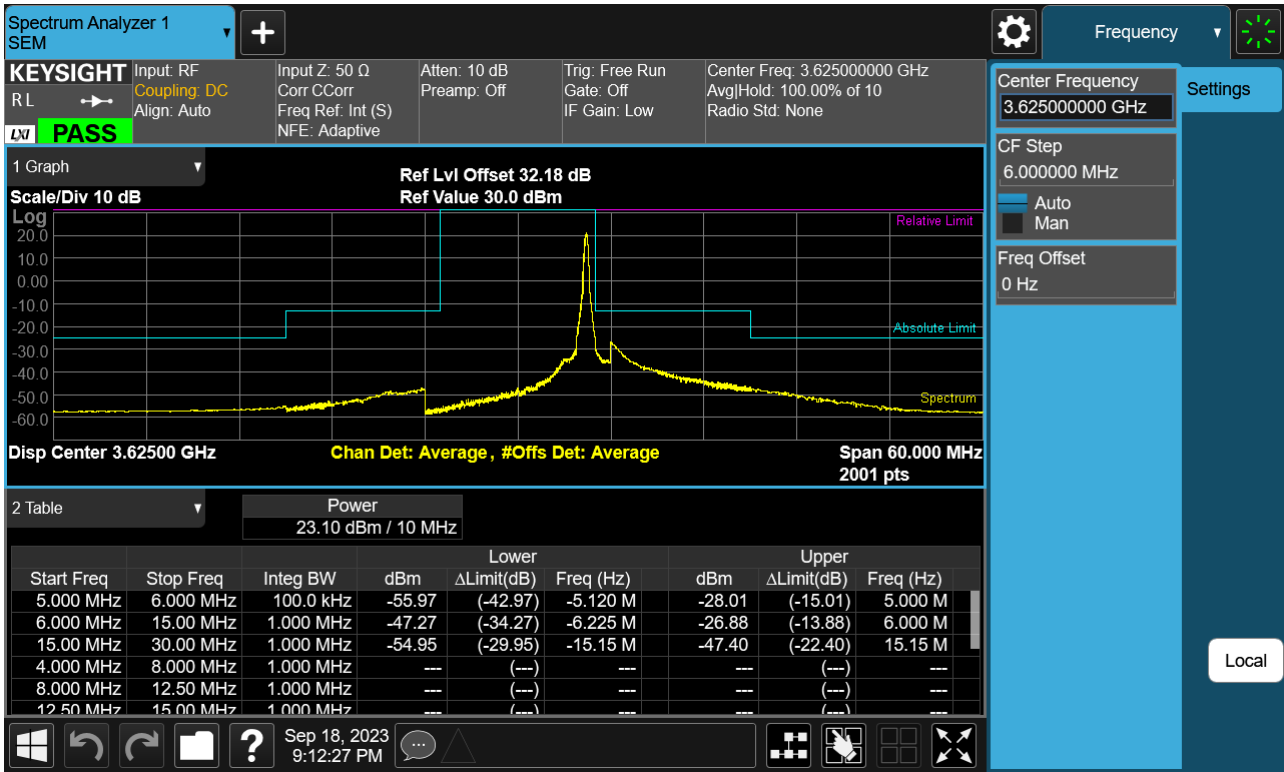 Spectrum Analyzer 1
SEM
Frequency
KEYSIGHT
RL
LXI PASS
Input: RF
Coupling: DC
Align: Auto
Input Z: 50 Ω
Corr CCorr
Freq Ref: Int (S)
NFE: Adaptive
Atten: 10 dB
Preamp: Off
Trig: Free Run
Gate: Off
IF Gain: Low
Center Freq: 3.625000000 GHz
Avg|Hold: 100.00% of 10
Radio Std: None
Center Frequency
3.625000000 GHz
Settings
CF Step
6.000000 MHz
Auto
Man
Freq Offset
0 Hz
1 Graph
Scale/Div 10 dB
Ref Lvl Offset 32.18 dB
Ref Value 30.0 dBm
Log
20.0
10.0
0.00
-10.0
-20.0
-30.0
-40.0
-50.0
-60.0
Relative Limit
Absolute Limit
Spectrum
Disp Center 3.62500 GHz
Chan Det: Average , #Offs Det: Average
Span 60.000 MHz
2001 pts
2 Table
Power
23.10 dBm / 10 MHz
Lower Upper
Start Freq Stop Freq Integ BW dBm ΔLimit(dB) Freq (Hz) dBm ΔLimit(dB) Freq (Hz)
5.000 MHz 6.000 MHz 100.0 kHz -55.97 (-42.97) -5.120 M -28.01 (-15.01) 5.000 M
6.000 MHz 15.00 MHz 1.000 MHz -47.27 (-34.27) -6.225 M -26.88 (-13.88) 6.000 M
15.00 MHz 30.00 MHz 1.000 MHz -54.95 (-29.95) -15.15 M -47.40 (-22.40) 15.15 M
4.000 MHz 8.000 MHz 1.000 MHz --- (---) --- --- (---) ---
8.000 MHz 12.50 MHz 1.000 MHz --- (---) --- --- (---) ---
12.50 MHz 15.00 MHz 1.000 MHz --- (---) --- --- (---) ---
Local
?
Sep 18, 2023
9:12:27 PM